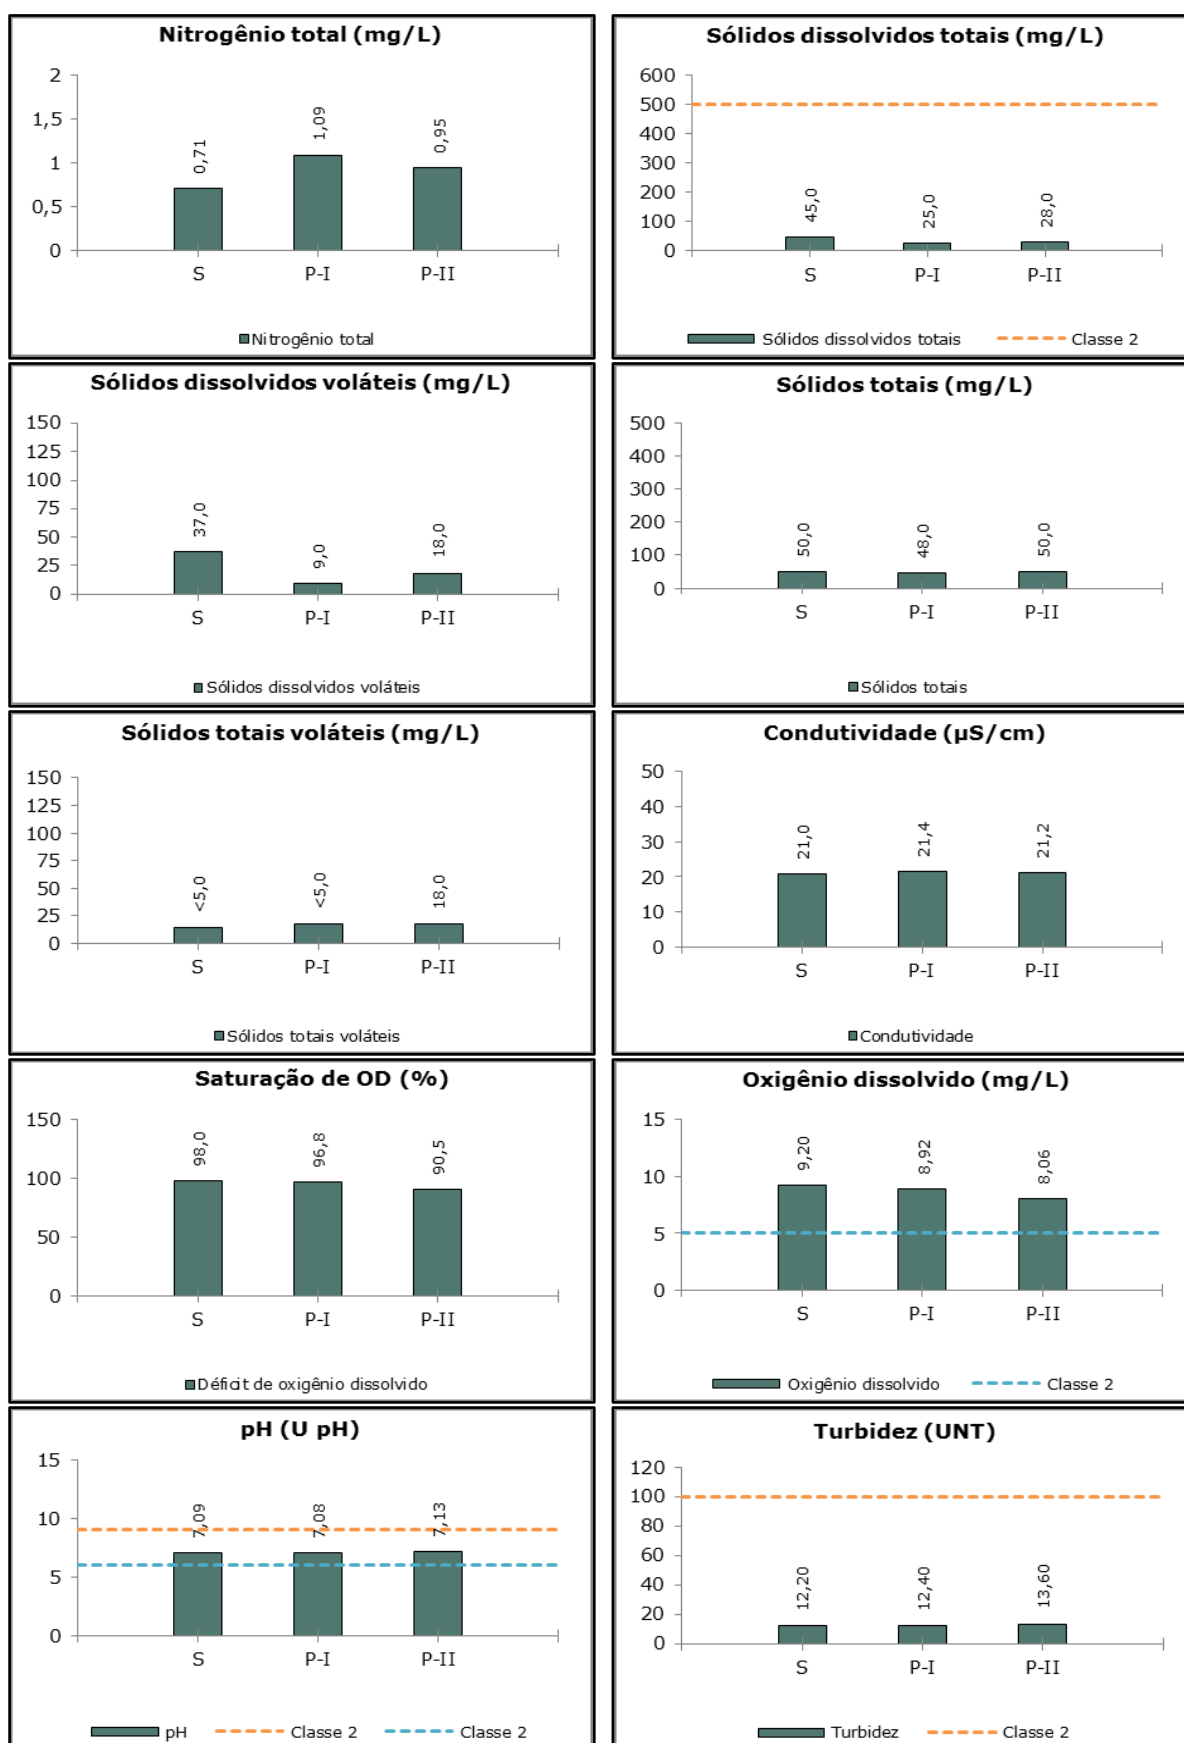 Nitrogênio total (mg/L)
2
1,5
1
0,5
0
0,71
1,09
0,95
S P-I P-II
Nitrogênio total
Sólidos dissolvidos totais (mg/L)
600
500
400
300
200
100
0
45,0
25,0
28,0
S P-I P-II
Sólidos dissolvidos totais Classe 2
Sólidos dissolvidos voláteis (mg/L)
150
125
100
75
50
25
0
37,0
9,0
18,0
S P-I P-II
Sólidos dissolvidos voláteis
Sólidos totais (mg/L)
500
400
300
200
100
0
50,0
48,0
50,0
S P-I P-II
Sólidos totais
Sólidos totais voláteis (mg/L)
150
125
100
75
50
25
0
<5,0
<5,0
18,0
S P-I P-II
Sólidos totais voláteis
Condutividade (µS/cm)
50
40
30
20
10
0
21,0
21,4
21,2
S P-I P-II
Condutividade
Saturação de OD (%)
150
100
50
0
98,0
96,8
90,5
S P-I P-II
Déficit de oxigênio dissolvido
Oxigênio dissolvido (mg/L)
15
10
5
0
9,20
8,92
8,06
S P-I P-II
Oxigênio dissolvido Classe 2
pH (U pH)
15
10
5
0
7,09
7,08
7,13
S P-I P-II
pH Classe 2 Classe 2
Turbidez (UNT)
120
100
80
60
40
20
0
12,20
12,40
13,60
S P-I P-II
Turbidez Classe 2